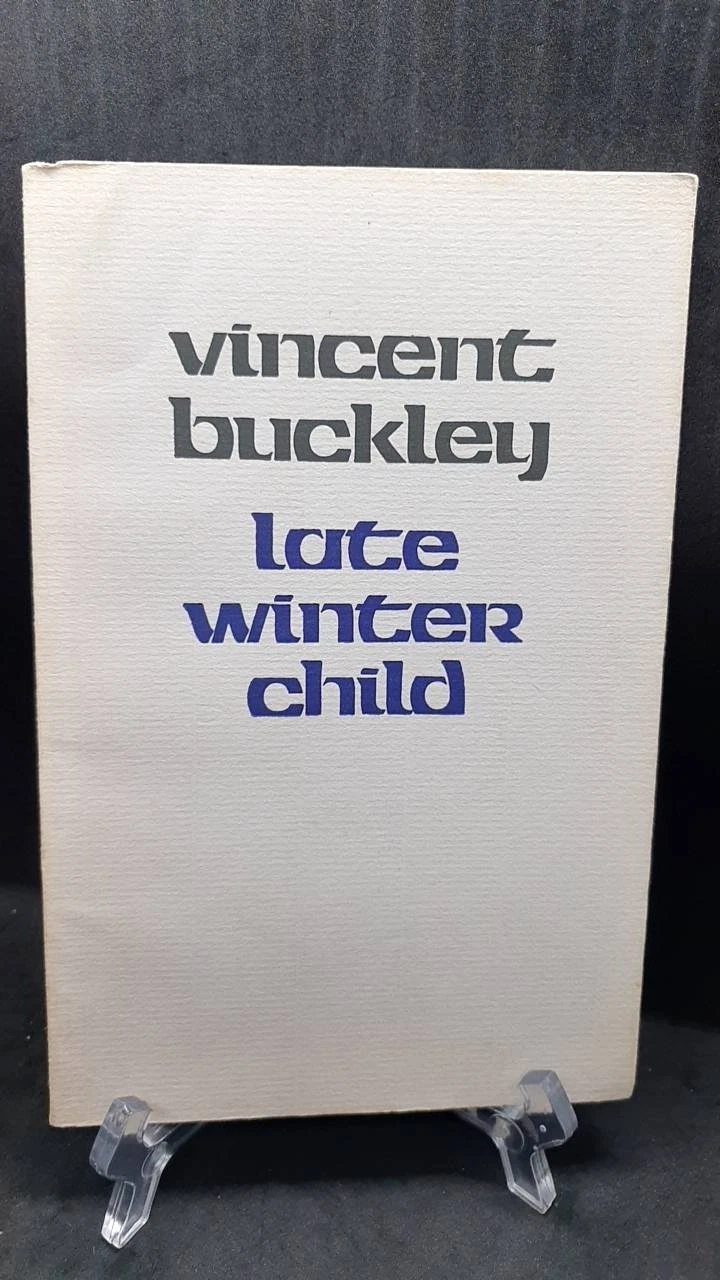 vincent
buckley
late
winter
child